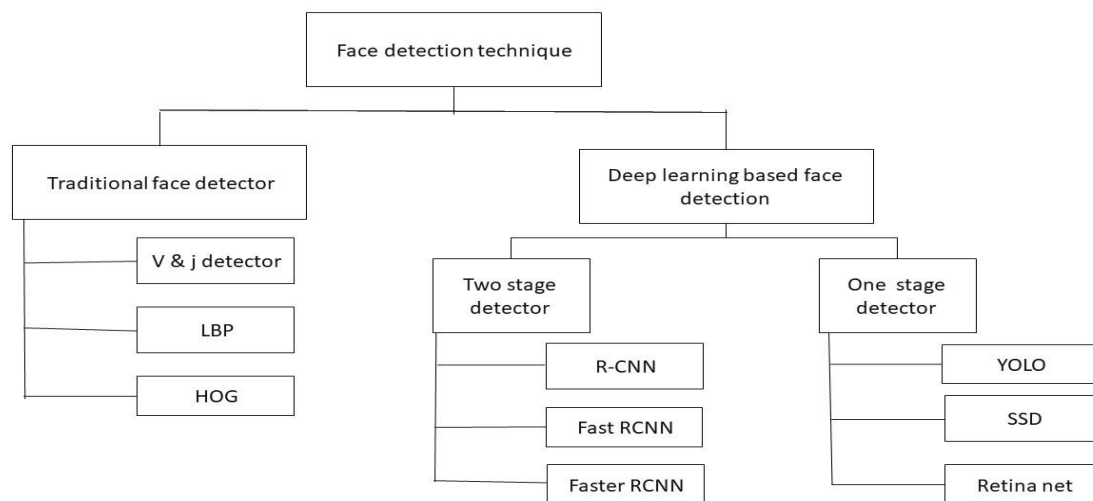 Face detection technique
Traditional face detector
V & j detector
LBP
HOG
Deep learning based face
detection
Two stage
detector
R-CNN
Fast RCNN
Faster RCNN
One stage
detector
YOLO
SSD
Retina net